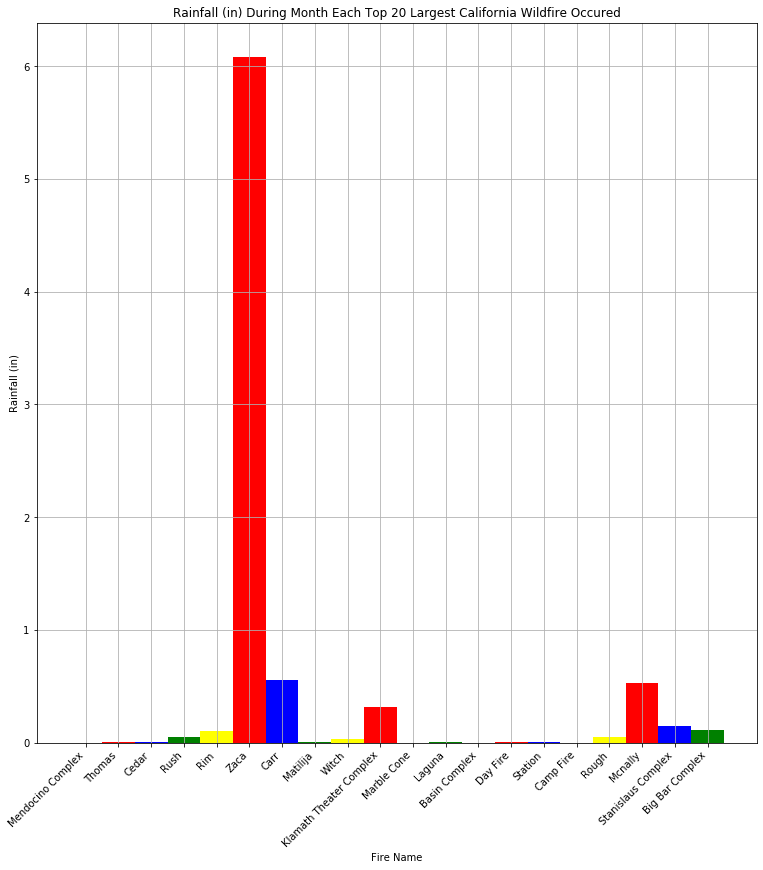 Rainfall (in) During Month Each Top 20 Largest California Wildfire Occured
6
5
4
3
2
1
0
Rainfall (in)
Mendocino Complex
Thomas
Cedar
Rush
Rim
Zaca
Carr
Matilija
Witch
Klamath Theater Complex
Marble Cone
Laguna
Basin Complex
Day Fire
Station
Camp Fire
Rough
Mcnally
Stanislaus Complex
Big Bar Complex
Fire Name